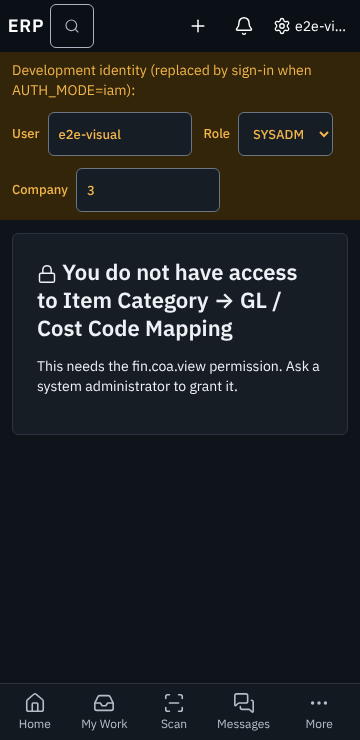 ERP
e2e-vi...
Development identity (replaced by sign-in when
AUTH_MODE=iam):
User e2e-visual Role SYSADM
Company 3
You do not have access
to Item Category → GL /
Cost Code Mapping
This needs the fin.coa.view permission. Ask a
system administrator to grant it.
Home My Work Scan Messages More